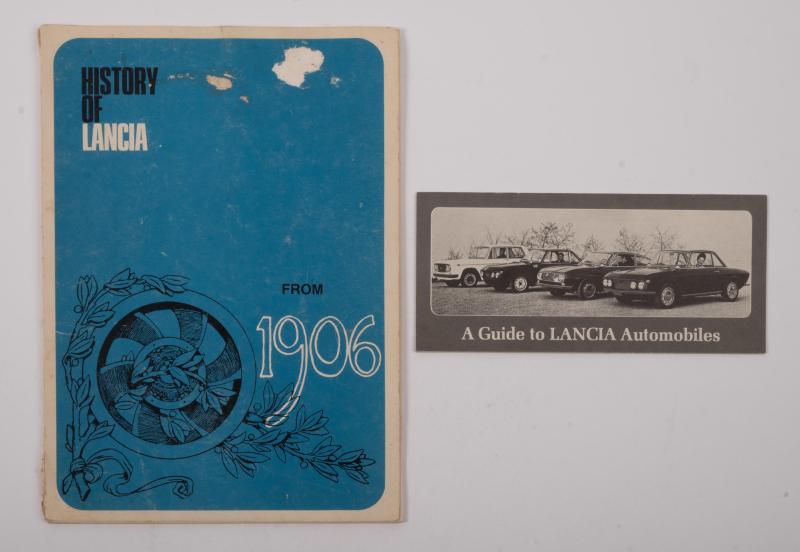 HISTORY
OF
LANCIA
FROM
1906
A Guide to LANCIA Automobiles